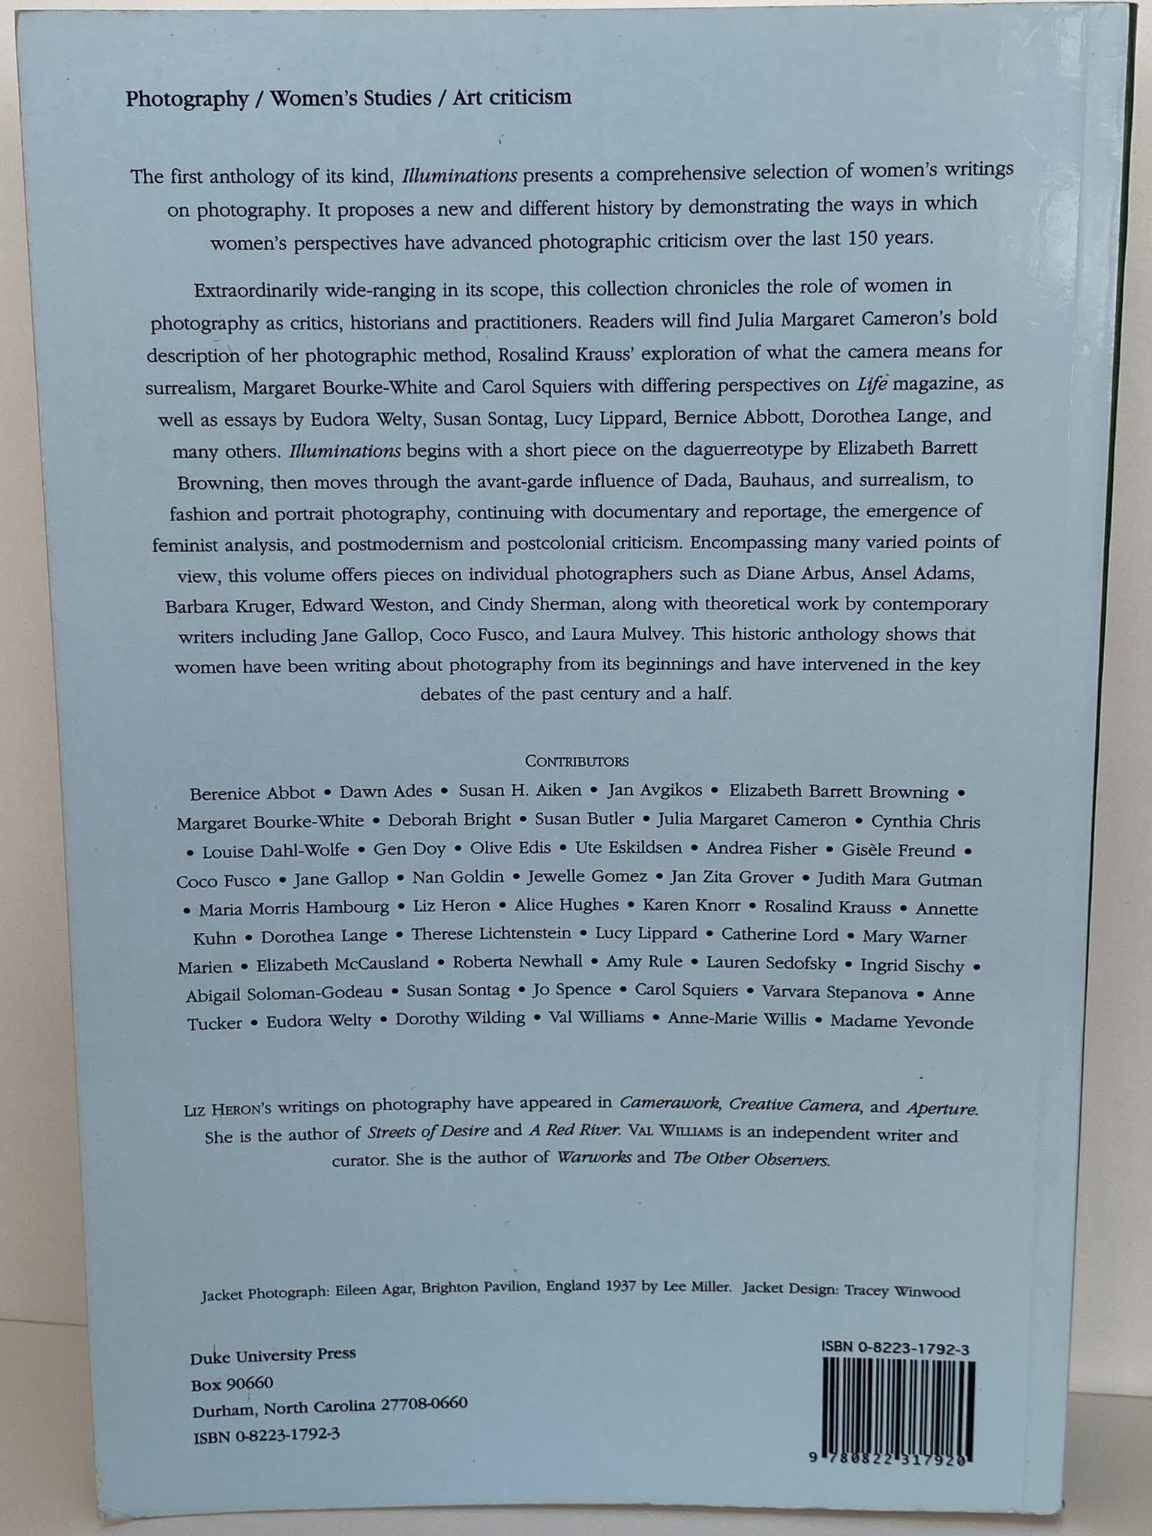 Photography / Women's Studies / Art criticism
The first anthology of its kind, Illuminations presents a comprehensive selection of women's writings
on photography. It proposes a new and different history by demonstrating the ways in which
women's perspectives have advanced photographic criticism over the last 150 years.
Extraordinarily wide-ranging in its scope, this collection chronicles the role of women in
photography as critics, historians and practitioners. Readers will find Julia Margaret Cameron's bold
description of her photographic method, Rosalind Krauss' exploration of what the camera means for
surrealism, Margaret Bourke-White and Carol Squiers with differing perspectives on Life magazine, as
well as essays by Eudora Welty, Susan Sontag, Lucy Lippard, Bernice Abbott, Dorothea Lange, and
many others. Illuminations begins with a short piece on the daguerreotype by Elizabeth Barrett
Browning, then moves through the avant-garde influence of Dada, Bauhaus, and surrealism, to
fashion and portrait photography, continuing with documentary and reportage, the emergence of
feminist analysis, and postmodernism and postcolonial criticism. Encompassing many varied points of
view, this volume offers pieces on individual photographers such as Diane Arbus, Ansel Adams,
Barbara Kruger, Edward Weston, and Cindy Sherman, along with theoretical work by contemporary
writers including Jane Gallop, Coco Fusco, and Laura Mulvey. This historic anthology shows that
women have been writing about photography from its beginnings and have intervened in the key
debates of the past century and a half.
CONTRIBUTORS
Berenice Abbot • Dawn Ades • Susan H. Aiken • Jan Avgikos • Elizabeth Barrett Browning •
Margaret Bourke-White • Deborah Bright • Susan Butler • Julia Margaret Cameron • Cynthia Chris
• Louise Dahl-Wolfe • Gen Doy • Olive Edis • Ute Eskildsen • Andrea Fisher • Gisèle Freund •
Coco Fusco • Jane Gallop • Nan Goldin • Jewelle Gomez • Jan Zita Grover • Judith Mara Gutman
• Maria Morris Hambourg • Liz Heron • Alice Hughes • Karen Knorr • Rosalind Krauss • Annette
Kuhn • Dorothea Lange • Therese Lichtenstein • Lucy Lippard • Catherine Lord • Mary Warner
Marien • Elizabeth McCausland • Roberta Newhall • Amy Rule • Lauren Sedofsky • Ingrid Sischy •
Abigail Soloman-Godeau • Susan Sontag • Jo Spence • Carol Squiers • Varvara Stepanova • Anne
Tucker • Eudora Welty • Dorothy Wilding • Val Williams • Anne-Marie Willis • Madame Yevonde
LIZ HERON'S writings on photography have appeared in Camerawork, Creative Camera, and Aperture.
She is the author of Streets of Desire and A Red River. VAL WILLIAMS is an independent writer and
curator. She is the author of Warworks and The Other Observers.
Jacket Photograph: Eileen Agar, Brighton Pavilion, England 1937 by Lee Miller. Jacket Design: Tracey Winwood
Duke University Press
Box 90660
Durham, North Carolina 27708-0660
ISBN 0-8223-1792-3
ISBN 0-8223-1792-3
9 780822 317920